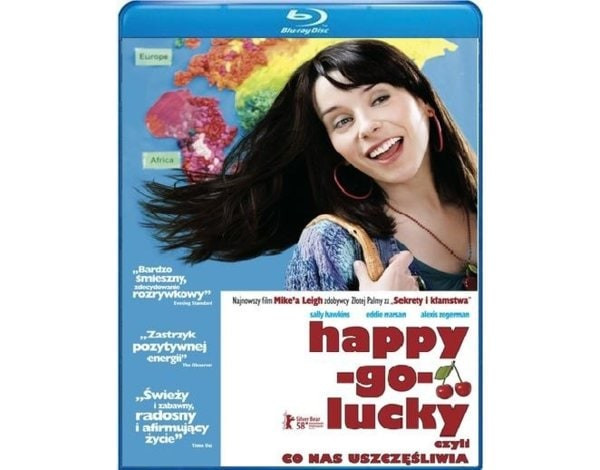 Blu-ray Disc
Europe
Africa
„Bardzo
śmieszny,
zdecydowanie
rozrywkowy”
Evening Standard
„Zastrzyk
pozytywnej
energii”
The Observer
„Świeży
i zabawny,
radosny
i afirmujący
życie”
Time Out
Najnowszy film Mike'a Leigh zdobywcy Złotej Palmy za „Sekrety i kłamstwa”
sally hawkins eddie marsan alexis zegerman
happy
-go-
lucky
czyli
CO NAS USZCZĘŚLIWIA
Silver Bear
58